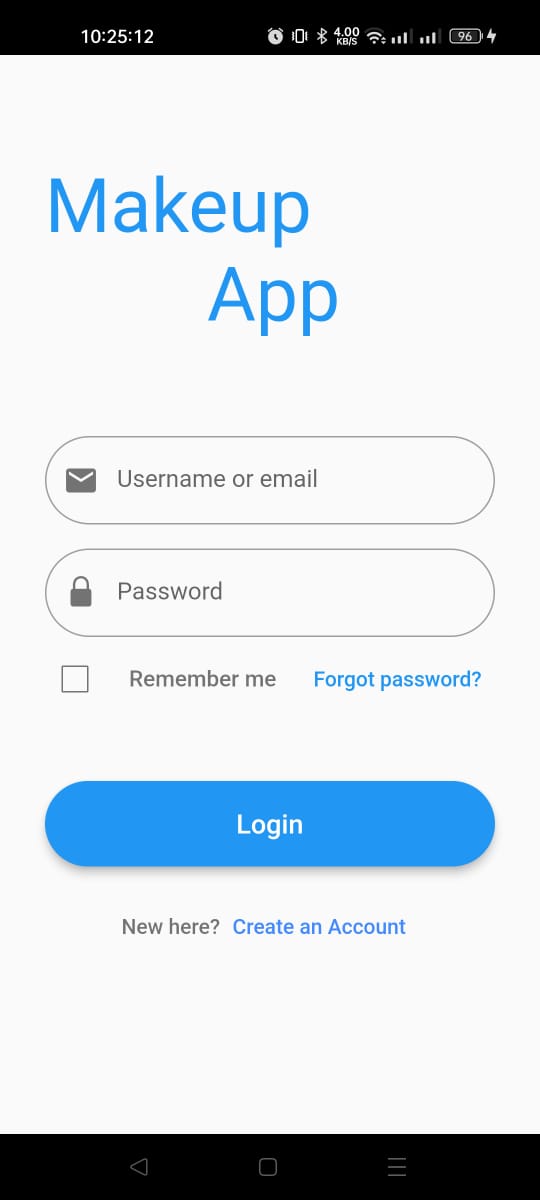 10:25:12
4.00
KB/S
96
Makeup
App
Username or email
Password
Remember me Forgot password?
Login
New here? Create an Account